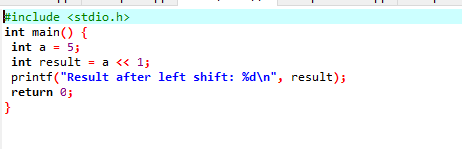 #include <stdio.h>
int main() {
int a = 5;
int result = a << 1;
printf("Result after left shift: %d\n", result);
return 0;
}